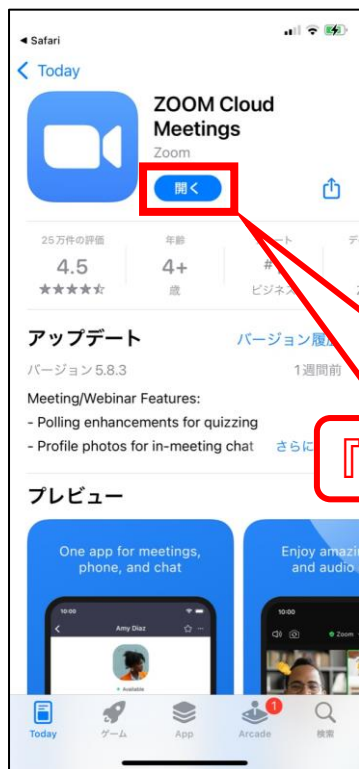 ◀ Safari
Today
ZOOM Cloud
Meetings
Zoom
開く
25万件の評価
年齢
4.5
4+
#
★★★★☆
歳
ビジネス
アップデート
バージョン履歴
バージョン 5.8.3
1週間前
Meeting/Webinar Features:
- Polling enhancements for quizzing
- Profile photos for in-meeting chat
さらに
『
プレビュー
One app for meetings,
phone, and chat
Enjoy
and audio
10:00
Amy Diaz
Available
10:00
Zoom
1
Today
ゲーム
App
Arcade
検索